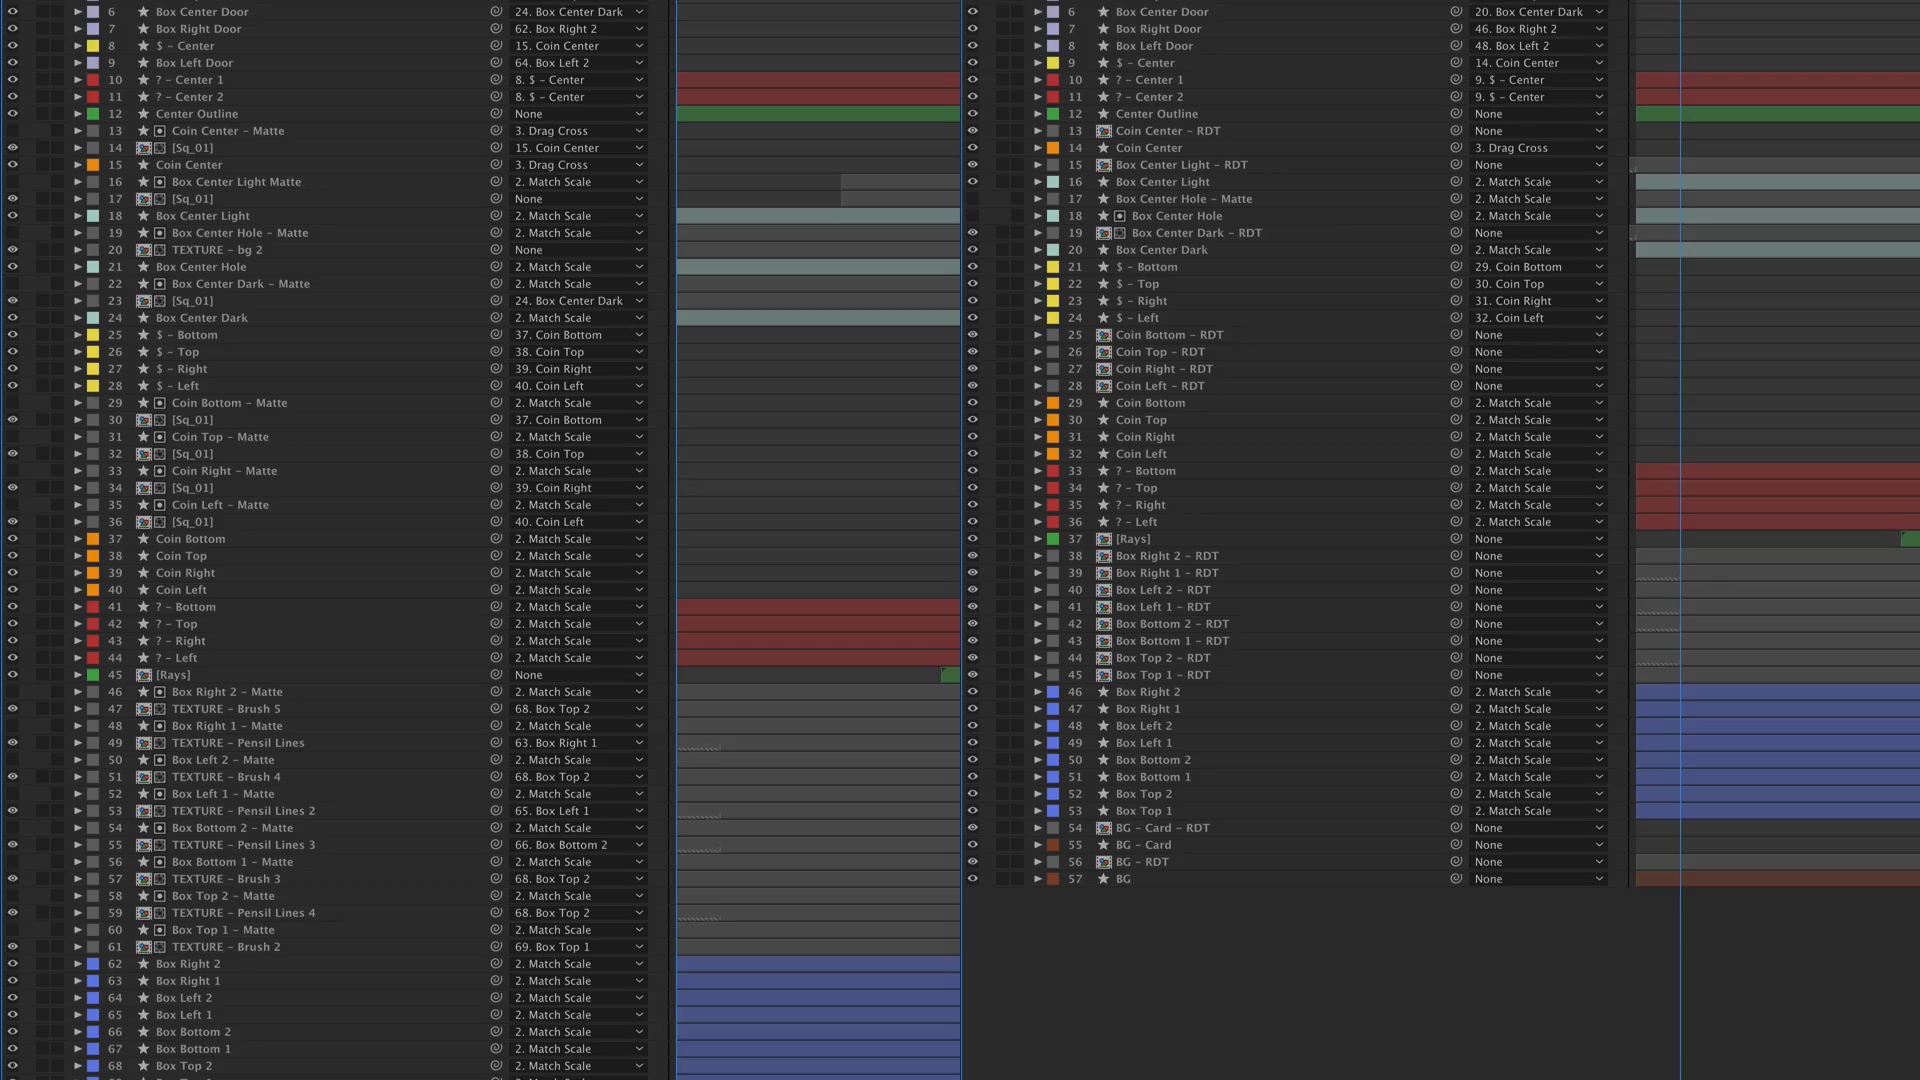 6 Box Center Door 24. Box Center Dark
7 Box Right Door 62. Box Right 2
8 $ – Center 15. Coin Center
9 Box Left Door 64. Box Left 2
10 ? – Center 1 8. $ – Center
11 ? – Center 2 8. $ – Center
12 Center Outline None
13 Coin Center – Matte 3. Drag Cross
14 [Sq_01] 15. Coin Center
15 Coin Center 3. Drag Cross
16 Box Center Light Matte 2. Match Scale
17 [Sq_01] None
18 Box Center Light 2. Match Scale
19 Box Center Hole – Matte 2. Match Scale
20 TEXTURE – bg 2 None
21 Box Center Hole 2. Match Scale
22 Box Center Dark – Matte 2. Match Scale
23 [Sq_01] 24. Box Center Dark
24 Box Center Dark 2. Match Scale
25 $ – Bottom 37. Coin Bottom
26 $ – Top 38. Coin Top
27 $ – Right 39. Coin Right
28 $ – Left 40. Coin Left
29 Coin Bottom – Matte 2. Match Scale
30 [Sq_01] 37. Coin Bottom
31 Coin Top – Matte 2. Match Scale
32 [Sq_01] 38. Coin Top
33 Coin Right – Matte 2. Match Scale
34 [Sq_01] 39. Coin Right
35 Coin Left – Matte 2. Match Scale
36 [Sq_01] 40. Coin Left
37 Coin Bottom 2. Match Scale
38 Coin Top 2. Match Scale
39 Coin Right 2. Match Scale
40 Coin Left 2. Match Scale
41 ? – Bottom 2. Match Scale
42 ? – Top 2. Match Scale
43 ? – Right 2. Match Scale
44 ? – Left 2. Match Scale
45 [Rays] None
46 Box Right 2 – Matte 2. Match Scale
47 TEXTURE – Brush 5 68. Box Top 2
48 Box Right 1 – Matte 2. Match Scale
49 TEXTURE – Pensil Lines 63. Box Right 1
50 Box Left 2 – Matte 2. Match Scale
51 TEXTURE – Brush 4 68. Box Top 2
52 Box Left 1 – Matte 2. Match Scale
53 TEXTURE – Pensil Lines 2 65. Box Left 1
54 Box Bottom 2 – Matte 2. Match Scale
55 TEXTURE – Pensil Lines 3 66. Box Bottom 2
56 Box Bottom 1 – Matte 2. Match Scale
57 TEXTURE – Brush 3 68. Box Top 2
58 Box Top 2 – Matte 2. Match Scale
59 TEXTURE – Pensil Lines 4 68. Box Top 2
60 Box Top 1 – Matte 2. Match Scale
61 TEXTURE – Brush 2 69. Box Top 1
62 Box Right 2 2. Match Scale
63 Box Right 1 2. Match Scale
64 Box Left 2 2. Match Scale
65 Box Left 1 2. Match Scale
66 Box Bottom 2 2. Match Scale
67 Box Bottom 1 2. Match Scale
68 Box Top 2 2. Match Scale
6 Box Center Door 20. Box Center Dark
7 Box Right Door 46. Box Right 2
8 Box Left Door 48. Box Left 2
9 $ – Center 14. Coin Center
10 ? – Center 1 9. $ – Center
11 ? – Center 2 9. $ – Center
12 Center Outline None
13 Coin Center – RDT None
14 Coin Center 3. Drag Cross
15 Box Center Light – RDT None
16 Box Center Light 2. Match Scale
17 Box Center Hole – Matte 2. Match Scale
18 Box Center Hole 2. Match Scale
19 Box Center Dark – RDT None
20 Box Center Dark 2. Match Scale
21 $ – Bottom 29. Coin Bottom
22 $ – Top 30. Coin Top
23 $ – Right 31. Coin Right
24 $ – Left 32. Coin Left
25 Coin Bottom – RDT None
26 Coin Top – RDT None
27 Coin Right – RDT None
28 Coin Left – RDT None
29 Coin Bottom 2. Match Scale
30 Coin Top 2. Match Scale
31 Coin Right 2. Match Scale
32 Coin Left 2. Match Scale
33 ? – Bottom 2. Match Scale
34 ? – Top 2. Match Scale
35 ? – Right 2. Match Scale
36 ? – Left 2. Match Scale
37 [Rays] None
38 Box Right 2 – RDT None
39 Box Right 1 – RDT None
40 Box Left 2 – RDT None
41 Box Left 1 – RDT None
42 Box Bottom 2 – RDT None
43 Box Bottom 1 – RDT None
44 Box Top 2 – RDT None
45 Box Top 1 – RDT None
46 Box Right 2 2. Match Scale
47 Box Right 1 2. Match Scale
48 Box Left 2 2. Match Scale
49 Box Left 1 2. Match Scale
50 Box Bottom 2 2. Match Scale
51 Box Bottom 1 2. Match Scale
52 Box Top 2 2. Match Scale
53 Box Top 1 2. Match Scale
54 BG – Card – RDT None
55 BG – Card None
56 BG – RDT None
57 BG None